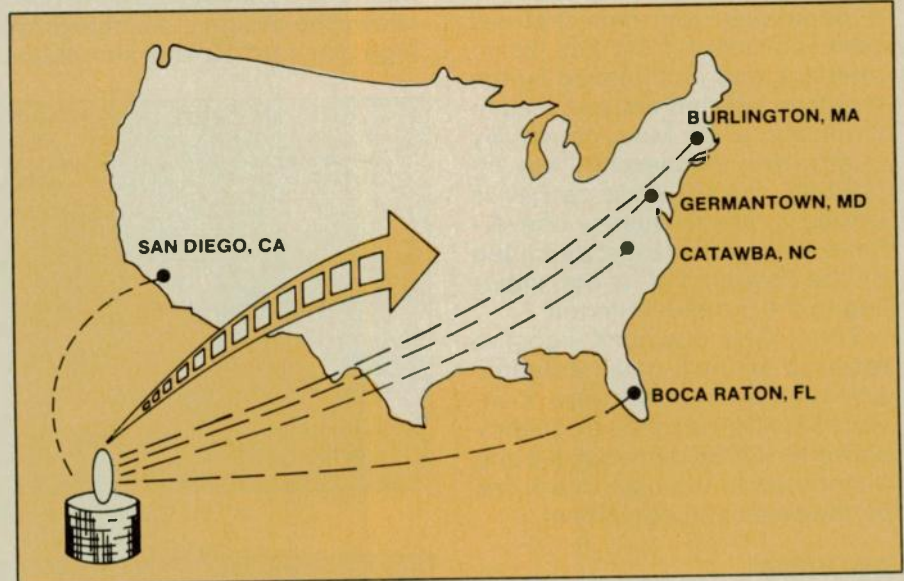 BURLINGTON, MA
GERMANTOWN, MD
SAN DIEGO, CA
CATAWBA, NC
BOCA RATON, FL